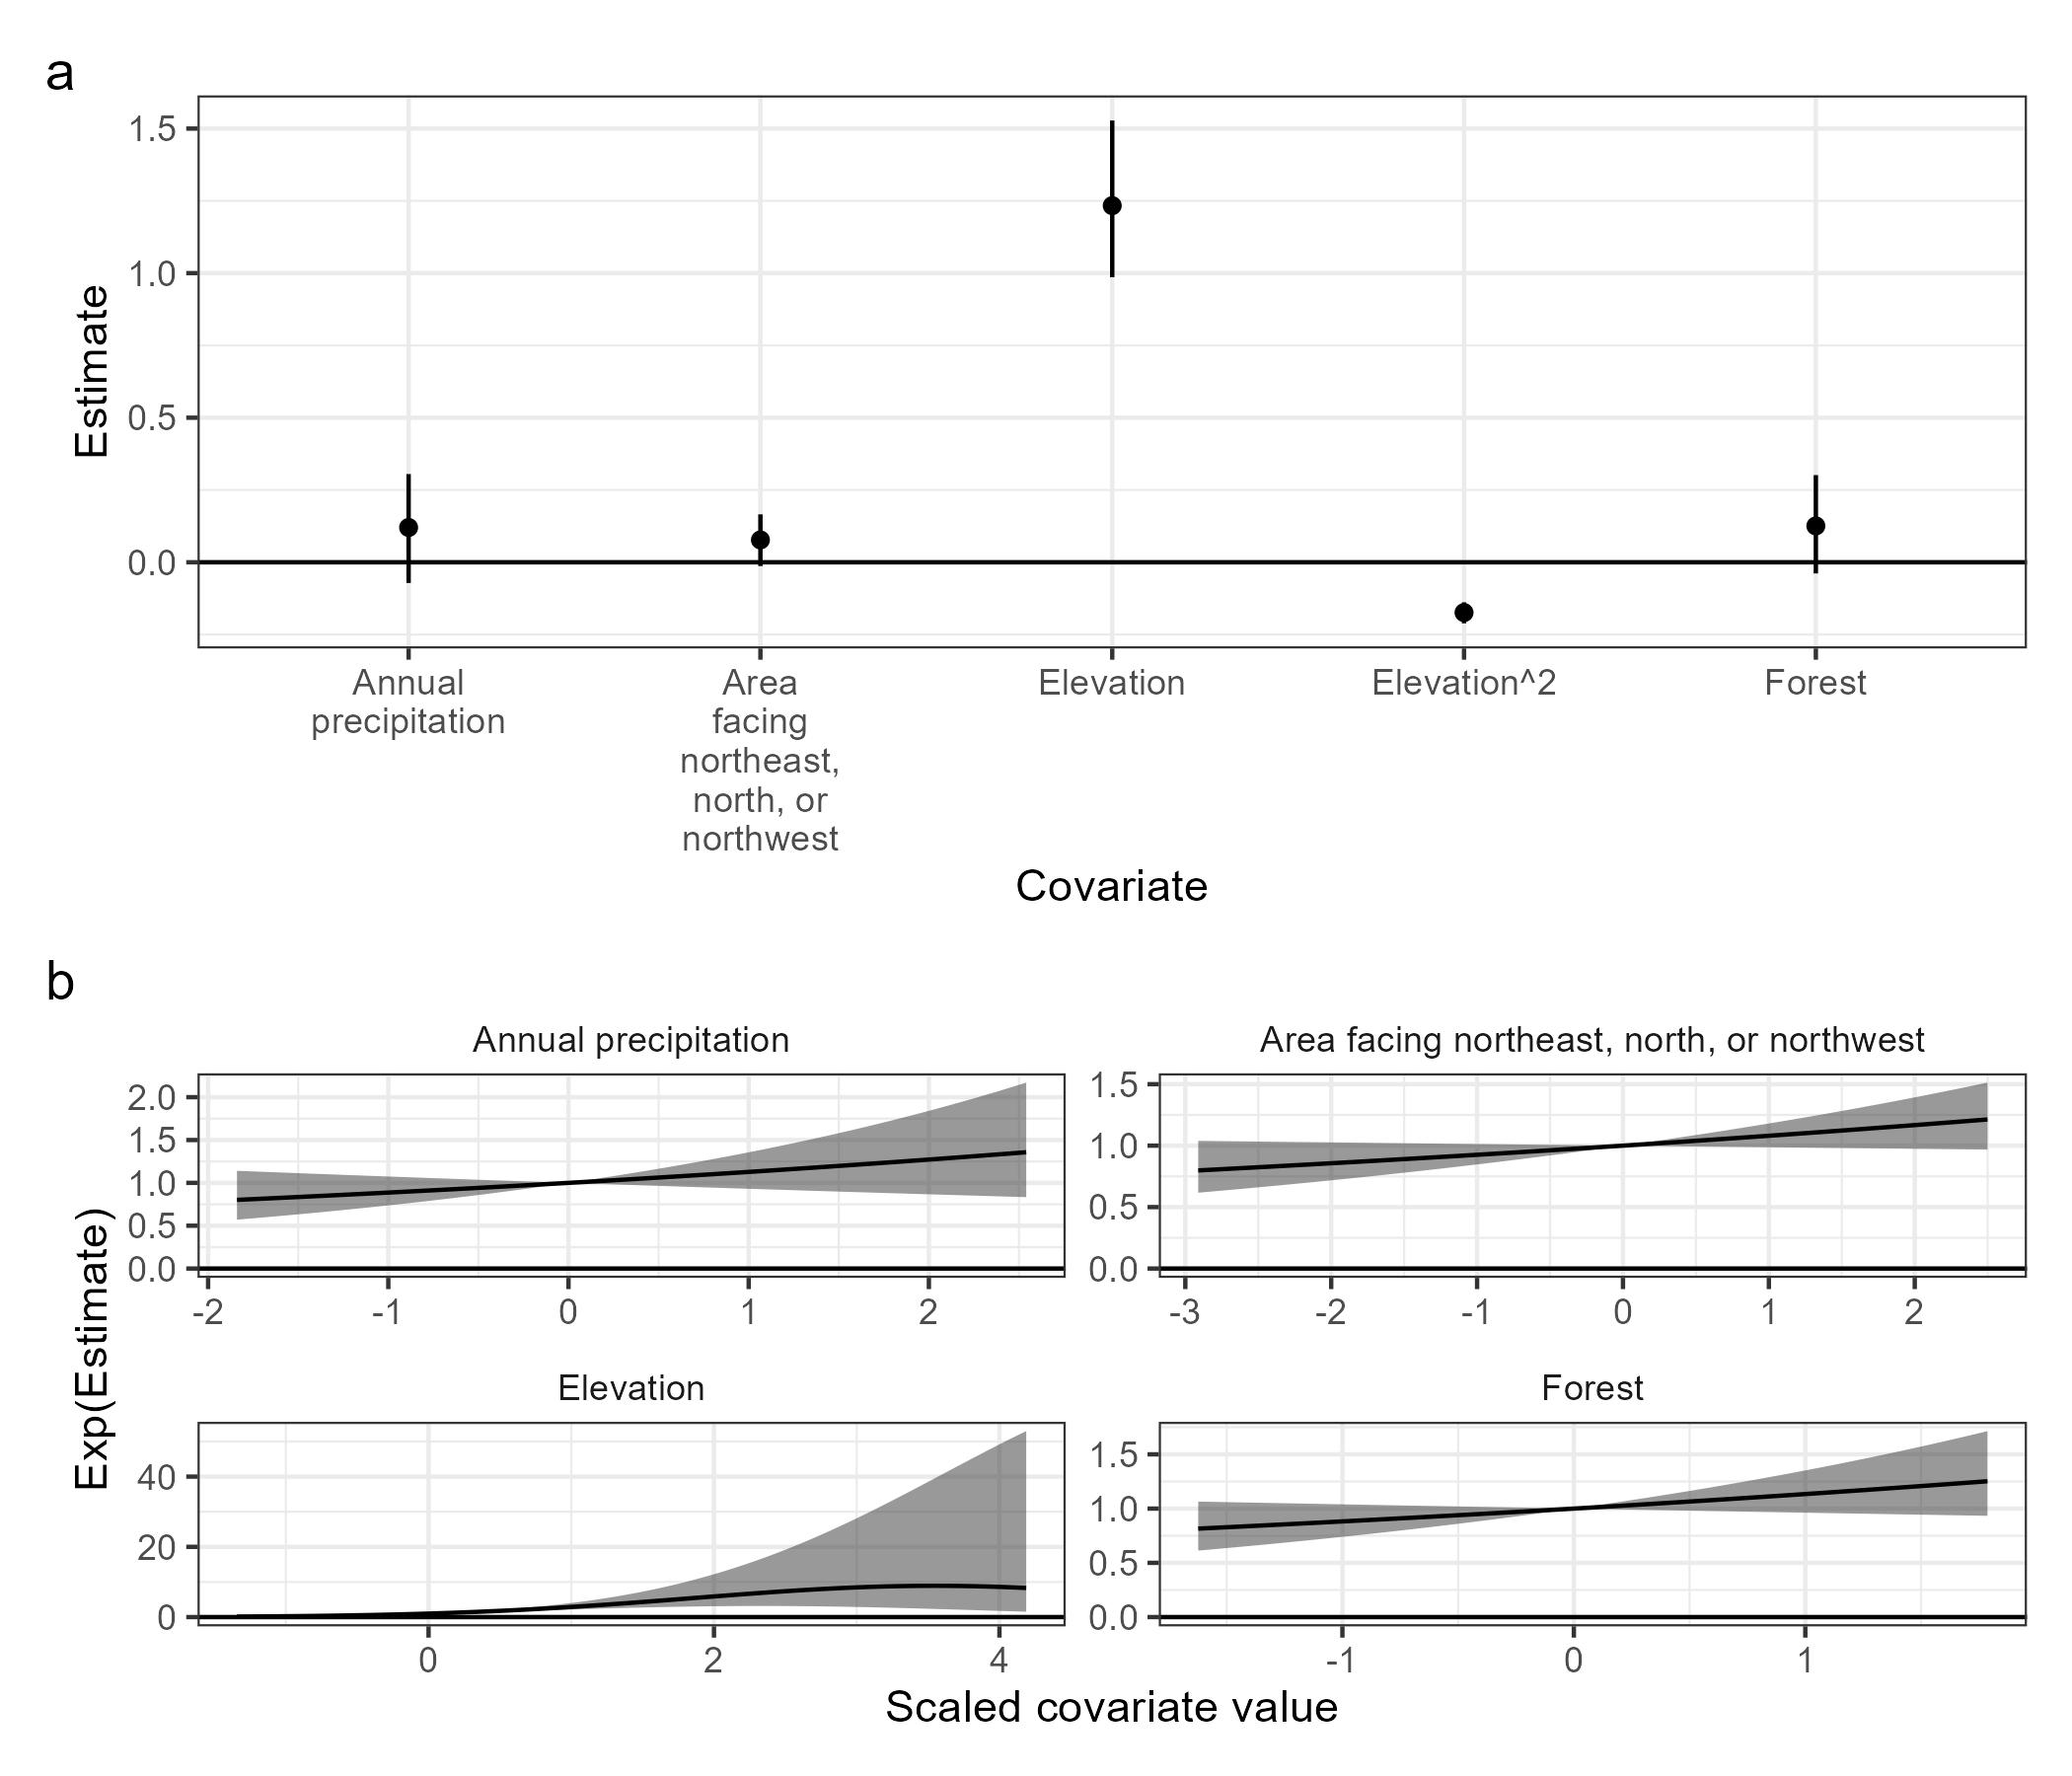 a
1.5
1.0
0.5
0.0
Estimate
Annual
precipitation
Area
facing
northeast,
north, or
northwest
Elevation
Elevation^2
Forest
Covariate
b
Exp(Estimate)
Annual precipitation
2.0
1.5
1.0
0.5
0.0
-2 -1 0 1 2
Area facing northeast, north, or northwest
1.5
1.0
0.5
0.0
-3 -2 -1 0 1 2
Elevation
40
20
0
0 2 4
Forest
1.5
1.0
0.5
0.0
-1 0 1
Scaled covariate value